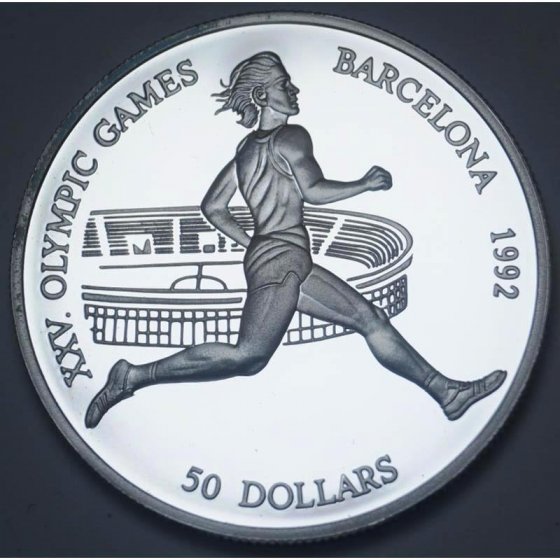 XXV. OLYMPIC GAMES
BARCELONA 1992
50 DOLLARS